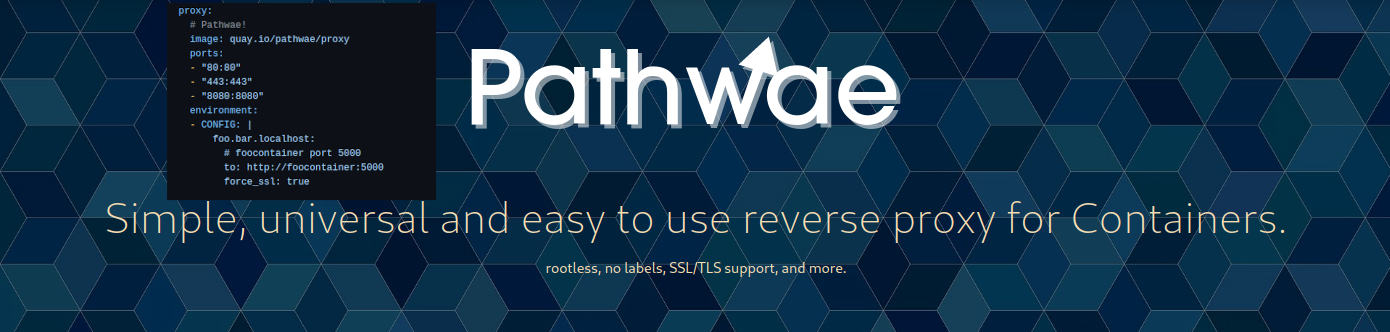 proxy:
# Pathwae!
image: quay.io/pathwae/proxy
ports:
- "80:80"
- "443:443"
- "8080:8080"
environment:
- CONFIG: |
foo.bar.localhost:
# foocontainer port 5000
to: http://foocontainer:5000
force_ssl: true
Pathwae
Simple, universal and easy to use reverse proxy for Containers.
rootless, no labels, SSL/TLS support, and more.